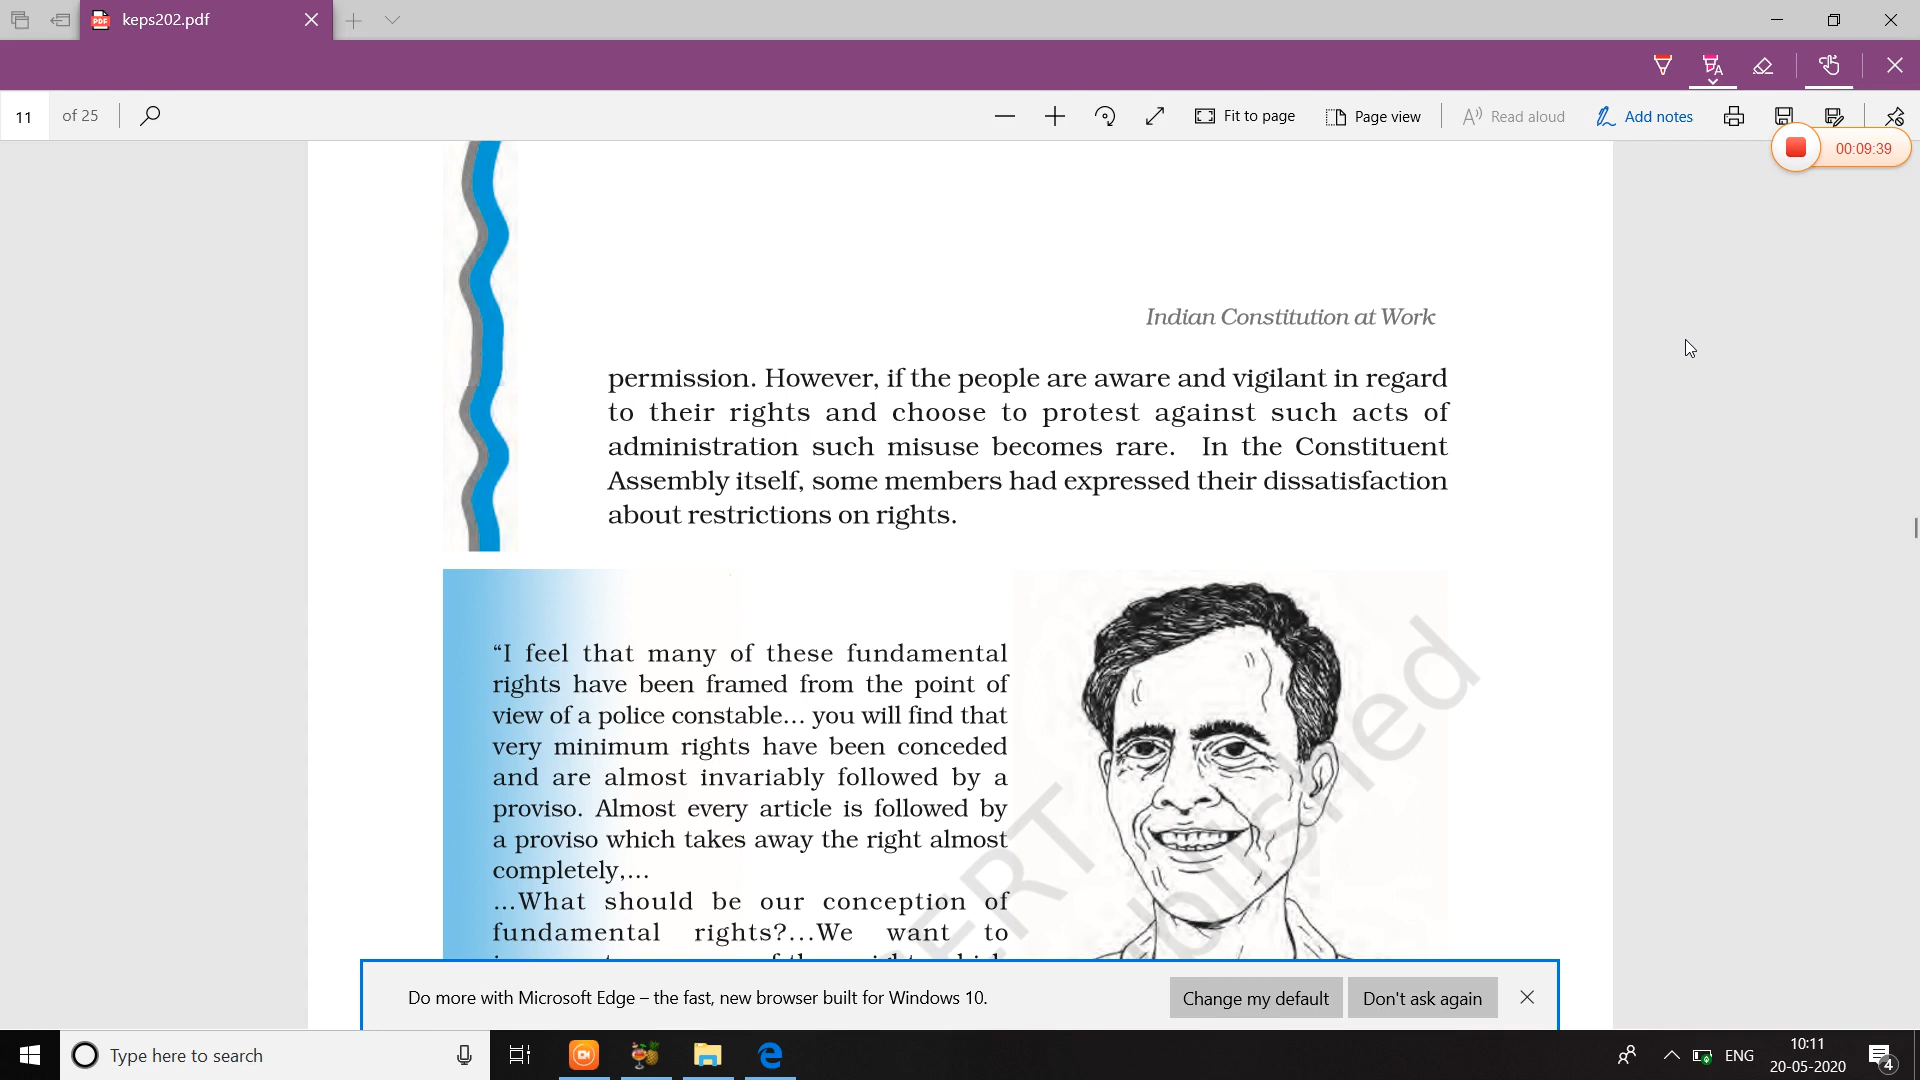 keps202.pdf
11 of 25
Fit to page
Page view
Read aloud
Add notes
00:09:39
Indian Constitution at Work
permission. However, if the people are aware and vigilant in regard
to their rights and choose to protest against such acts of
administration such misuse becomes rare. In the Constituent
Assembly itself, some members had expressed their dissatisfaction
about restrictions on rights.
“I feel that many of these fundamental
rights have been framed from the point of
view of a police constable... you will find that
very minimum rights have been conceded
and are almost invariably followed by a
proviso. Almost every article is followed by
a proviso which takes away the right almost
completely,...
...What should be our conception of
fundamental rights?...We want to
Do more with Microsoft Edge – the fast, new browser built for Windows 10.
Change my default
Don't ask again
Type here to search
ENG
10:11
20-05-2020
4